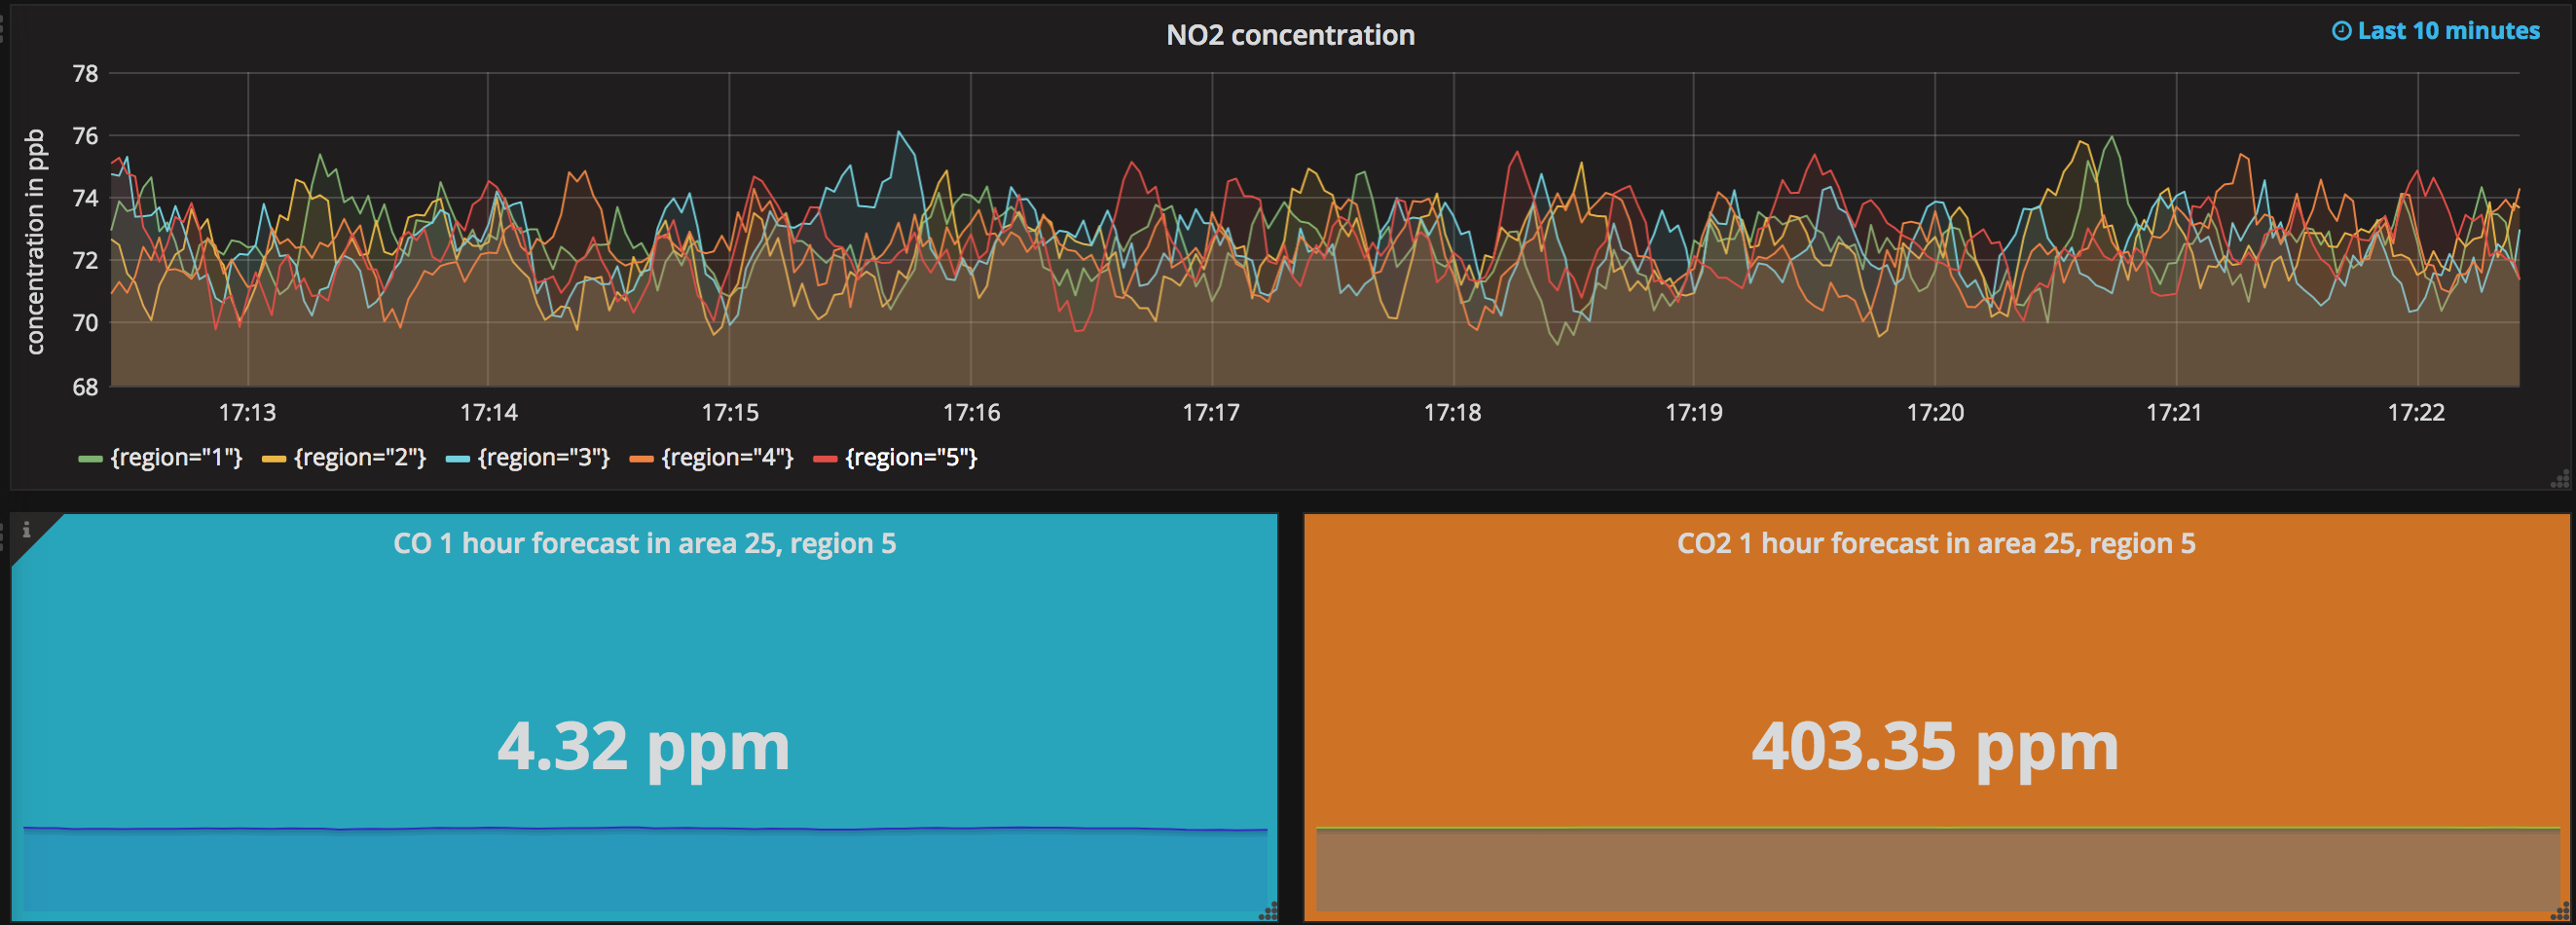 NO2 concentration
Last 10 minutes
concentration in ppb
78
76
74
72
70
68
17:13 17:14 17:15 17:16 17:17 17:18 17:19 17:20 17:21 17:22
{region="1"} {region="2"} {region="3"} {region="4"} {region="5"}
i
CO 1 hour forecast in area 25, region 5
4.32 ppm
CO2 1 hour forecast in area 25, region 5
403.35 ppm